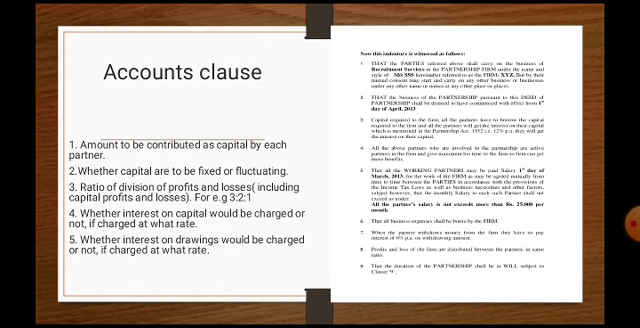 Accounts clause
1. Amount to be contributed as capital by each
partner.
2.Whether capital are to be fixed or fluctuating.
3. Ratio of division of profits and losses( including
capital profits and losses). For e.g 3:2:1
4. Whether interest on capital would be charged or
not, if charged at what rate.
5. Whether interest on drawings would be charged
or not, if charged at what rate.
Now this indenture is witnessed as follows:
1. THAT the PARTIES referred above shall carry on the business of
Recruitment Services in the PARTNERSHIP FIRM under the name and
style of M/s SSS hereinafter referred to as the FIRM: XYZ. But by their
mutual consent may start and carry on any other business or businesses
under any other name or names at any other place or places.
2. THAT the business of the PARTNERSHIP pursuant to this DEED of
PARTNERSHIP shall be deemed to have commenced with effect from 1st
day of April, 2013
3. Capital required to the firm, all the partners have to borrow the capital
required to the firm and all the partners will get the interest on their capital
which is mentioned in the Partnership Act, 1952 i.e. 12% p.a. they will get
the interest on their capital.
4. All the above partners who are involved in the partnership are active
partners in the firm and give maximum his time to the firm so firm can get
more benefits.
5. That all the WORKING PARTNERS may be paid Salary 1st day of
March, 2013, for the work of the FIRM as may be agreed mutually from
time to time between the PARTIES in accordance with the provisions of
the Income Tax Laws as well as business necessities and other factors,
subject however, that the monthly Salary to each such Partner shall not
exceed as under.
All the partner's salary is not exceeds more than Rs. 25,000 per
month.
6. That all business expenses shall be borne by the FIRM.
7. When the partner withdraws money from the firm they have to pay
interest of 6% p.a. on withdrawing amount.
8. Profits and loss of the firm are distributed between the partners in same
ratio.
9. That the duration of the PARTNERSHIP shall be at WILL subject to
Clause '9'.